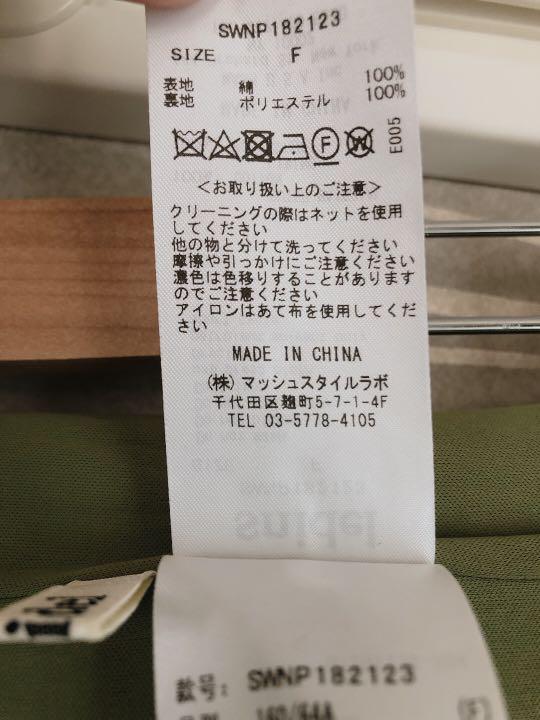 SWNP182123
SIZE F
表地 綿 100%
裏地 ポリエステル 100%
F
W
E005
<お取り扱い上のご注意>
クリーニングの際はネットを使用
してください
他の物と分けて洗ってください
摩擦や引っかけにご注意ください
濃色は色移りすることがあります
のでご注意ください
アイロンはあて布を使用してくだ
さい
MADE IN CHINA
(株)マッシュスタイルラボ
千代田区麹町5-7-1-4F
TEL 03-5778-4105
snidel
款号: SWNP182123
160/64A